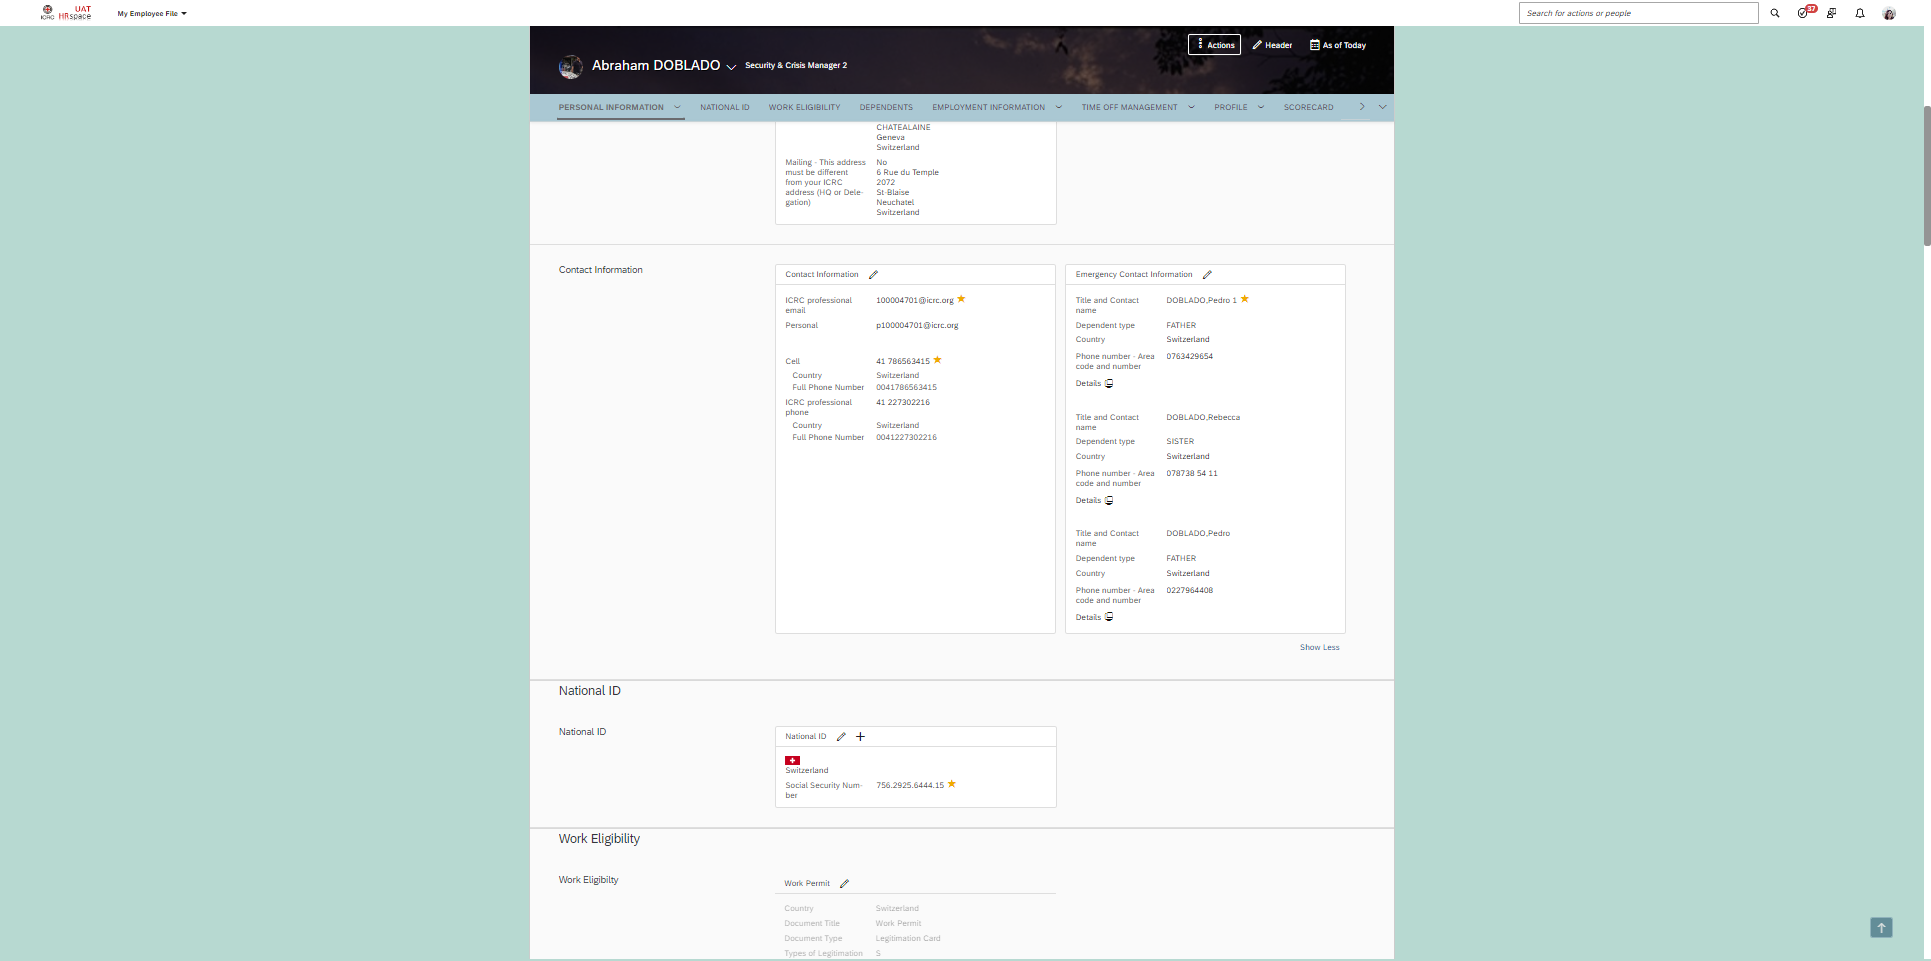 ICRC
UAT
HRspace
My Employee File
Search for actions or people
37
Abraham DOBLADO
Security & Crisis Manager 2
Actions
Header
As of Today
PERSONAL INFORMATION
NATIONAL ID
WORK ELIGIBILITY
DEPENDENTS
EMPLOYMENT INFORMATION
TIME OFF MANAGEMENT
PROFILE
SCORECARD
CHATEALAINE
Geneva
Switzerland
Mailing - This address
must be different
from your ICRC
address (HQ or Dele-
gation)
No
6 Rue du Temple
2072
St-Blaise
Neuchatel
Switzerland
Contact Information
Contact Information
ICRC professional
email
100004701@icrc.org
Personal
p100004701@icrc.org
Cell
41 786563415
Country
Switzerland
Full Phone Number
0041786563415
ICRC professional
phone
41 227302216
Country
Switzerland
Full Phone Number
0041227302216
Emergency Contact Information
Title and Contact
name
DOBLADO,Pedro 1
Dependent type
FATHER
Country
Switzerland
Phone number - Area
code and number
0763429654
Details
Title and Contact
name
DOBLADO,Rebecca
Dependent type
SISTER
Country
Switzerland
Phone number - Area
code and number
078738 54 11
Details
Title and Contact
name
DOBLADO,Pedro
Dependent type
FATHER
Country
Switzerland
Phone number - Area
code and number
0227964408
Details
Show Less
National ID
National ID
National ID
Switzerland
Social Security Num-
ber
756.2925.6444.15
Work Eligibility
Work Eligibilty
Work Permit
Country
Switzerland
Document Title
Work Permit
Document Type
Legitimation Card
Types of Legitimation
S